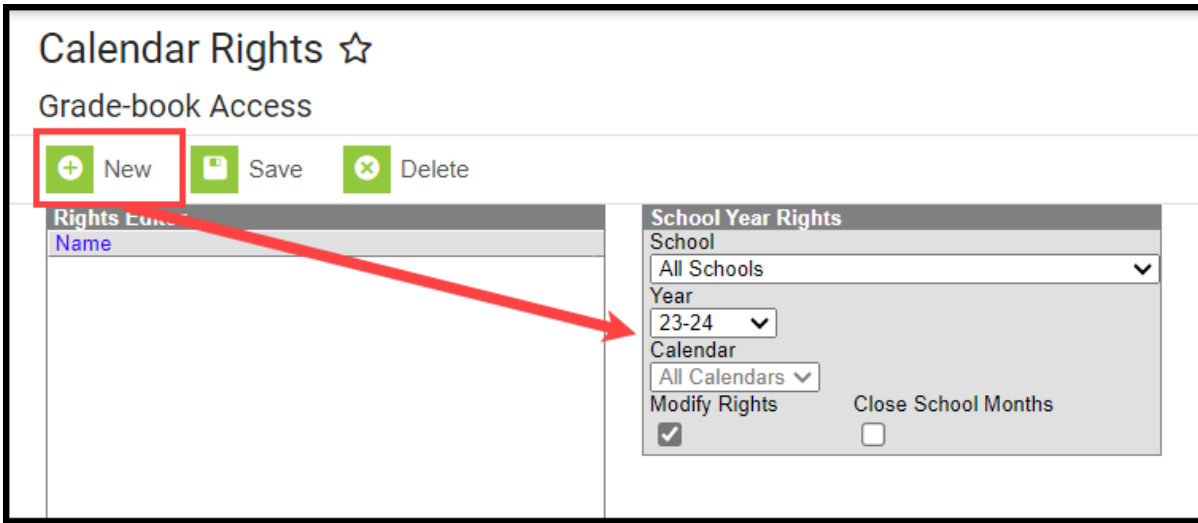 Calendar Rights
Grade-book Access
New Save Delete
Rights Editor
Name
School Year Rights
School
All Schools
Year
23-24
Calendar
All Calendars
Modify Rights Close School Months